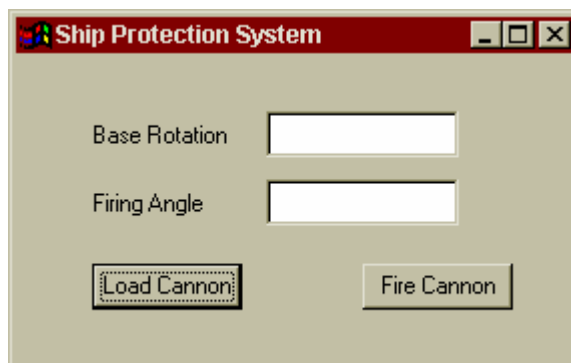 Ship Protection System
Base Rotation
Firing Angle
Load Cannon Fire Cannon